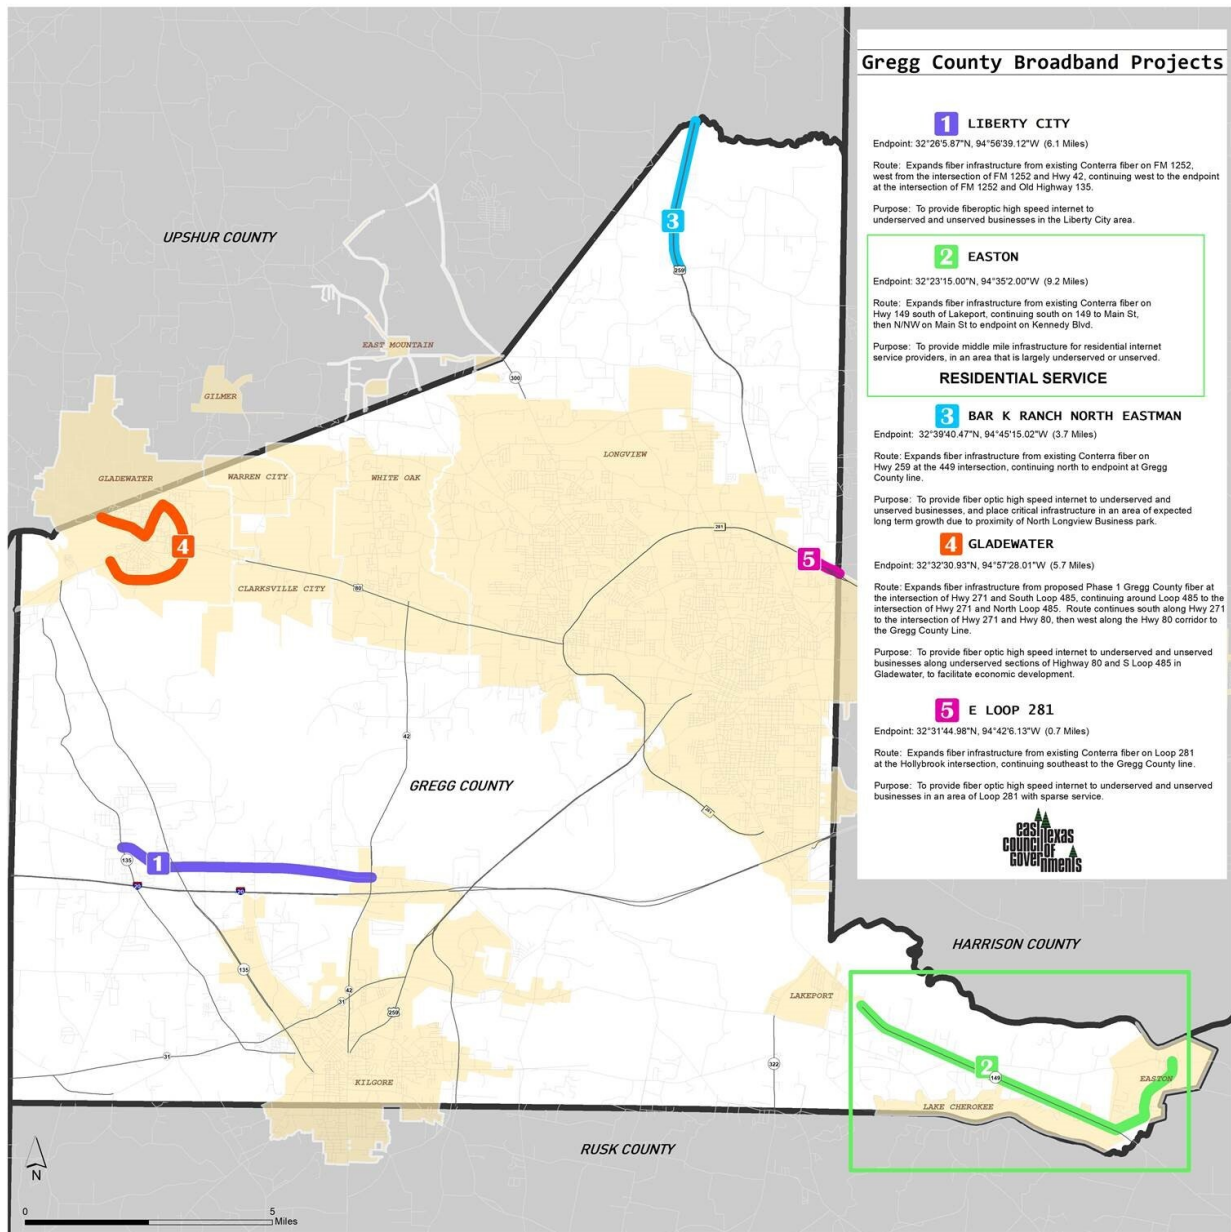 Gregg County Broadband Projects
1 LIBERTY CITY
Endpoint: 32°26'5.87"N, 94°56'39.12"W (6.1 Miles)
Route: Expands fiber infrastructure from existing Conterra fiber on FM 1252,
west from the intersection of FM 1252 and Hwy 42, continuing west to the endpoint
at the intersection of FM 1252 and Old Highway 135.
Purpose: To provide fiberoptic high speed internet to
underserved and unserved businesses in the Liberty City area.
2 EASTON
Endpoint: 32°23'15.00"N, 94°35'2.00"W (9.2 Miles)
Route: Expands fiber infrastructure from existing Conterra fiber on
Hwy 149 south of Lakeport, continuing south on 149 to Main St,
then N/NW on Main St to endpoint on Kennedy Blvd.
Purpose: To provide middle mile infrastructure for residential internet
service providers, in an area that is largely underserved or unserved.
RESIDENTIAL SERVICE
3 BAR K RANCH NORTH EASTMAN
Endpoint: 32°39'40.47"N, 94°45'15.02"W (3.7 Miles)
Route: Expands fiber infrastructure from existing Conterra fiber on
Hwy 259 at the 449 intersection, continuing north to endpoint at Gregg
County line.
Purpose: To provide fiber optic high speed internet to underserved and
unserved businesses, and place critical infrastructure in an area of expected
long term growth due to proximity of North Longview Business park.
4 GLADEWATER
Endpoint: 32°32'30.93"N, 94°57'28.01"W (5.7 Miles)
Route: Expands fiber infrastructure from proposed Phase 1 Gregg County fiber at
the intersection of Hwy 271 and South Loop 485, continuing around Loop 485 to the
intersection of Hwy 271 and North Loop 485. Route continues south along Hwy 271
to the intersection of Hwy 271 and Hwy 80, then west along the Hwy 80 corridor to
the Gregg County Line.
Purpose: To provide fiber optic high speed internet to underserved and unserved
businesses along underserved sections of Highway 80 and S Loop 485 in
Gladewater, to facilitate economic development.
5 E LOOP 281
Endpoint: 32°31'44.98"N, 94°42'6.13"W (0.7 Miles)
Route: Expands fiber infrastructure from existing Conterra fiber on Loop 281
at the Hollybrook intersection, continuing southeast to the Gregg County line.
Purpose: To provide fiber optic high speed internet to underserved and unserved
businesses in an area of Loop 281 with sparse service.
east texas
council of
governments
UPSHUR COUNTY
3
259
EAST MOUNTAIN
300
GILMER
LONGVIEW
GLADEWATER
WARREN CITY
WHITE OAK
281
4
5
CLARKSVILLE CITY
80
42
GREGG COUNTY
281
1
135
20
20
HARRISON COUNTY
135
42
31
259
LAKEPORT
31
322
2
149
EASTON
KILGORE
LAKE CHEROKEE
RUSK COUNTY
N
0
5
Miles